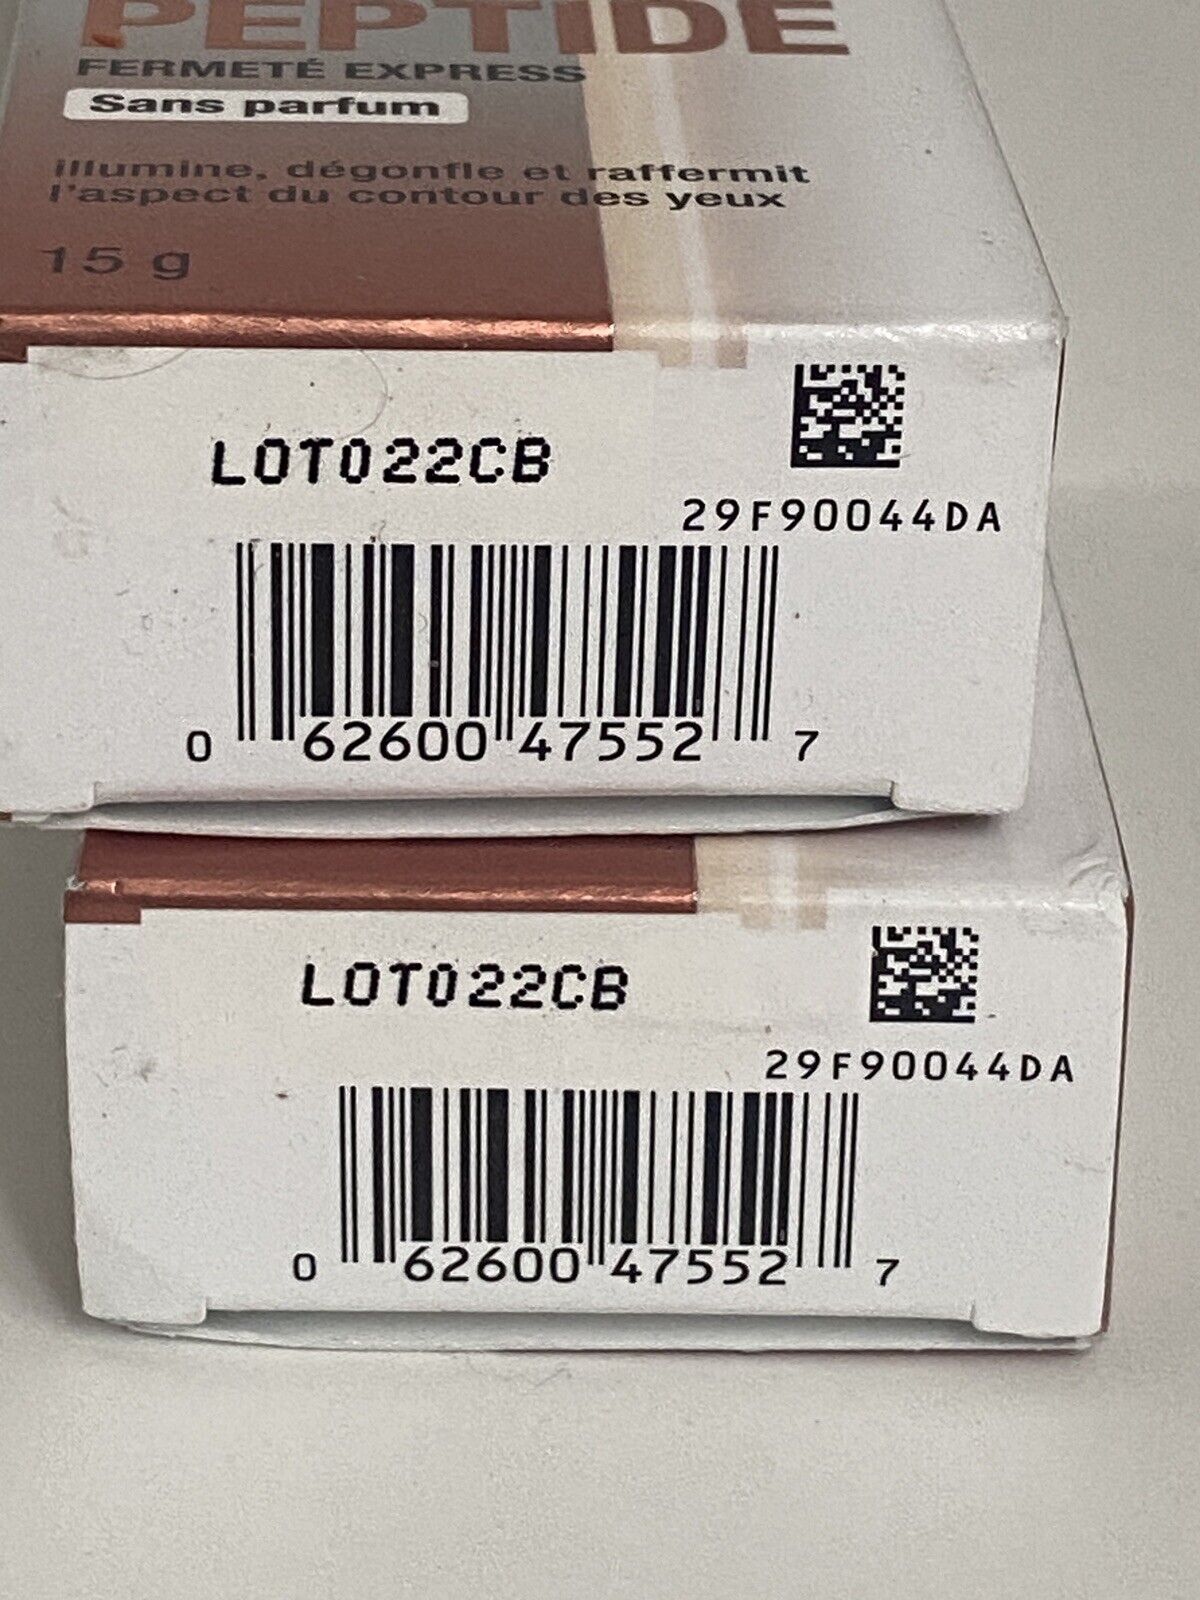 PEPTIDE
FERMETÉ EXPRESS
Sans parfum
illumine, dégonfle et raffermit
l'aspect du contour des yeux
15 g
LOT022CB
29F90044DA
0 62600 47552 7
LOT022CB
29F90044DA
0 62600 47552 7